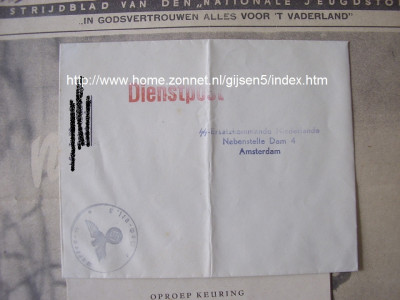 STRIJDBLAD VAN DEN „NATIONALE JEUGDSTO
„IN GODSVERTROUWEN ALLES VOOR 'T VADERLAND"
http://www.home.zonnet.nl/gijsen5/index.htm
Dienstpost
Nebenstelle Dam 4
Amsterdam
OPROEP KEURING